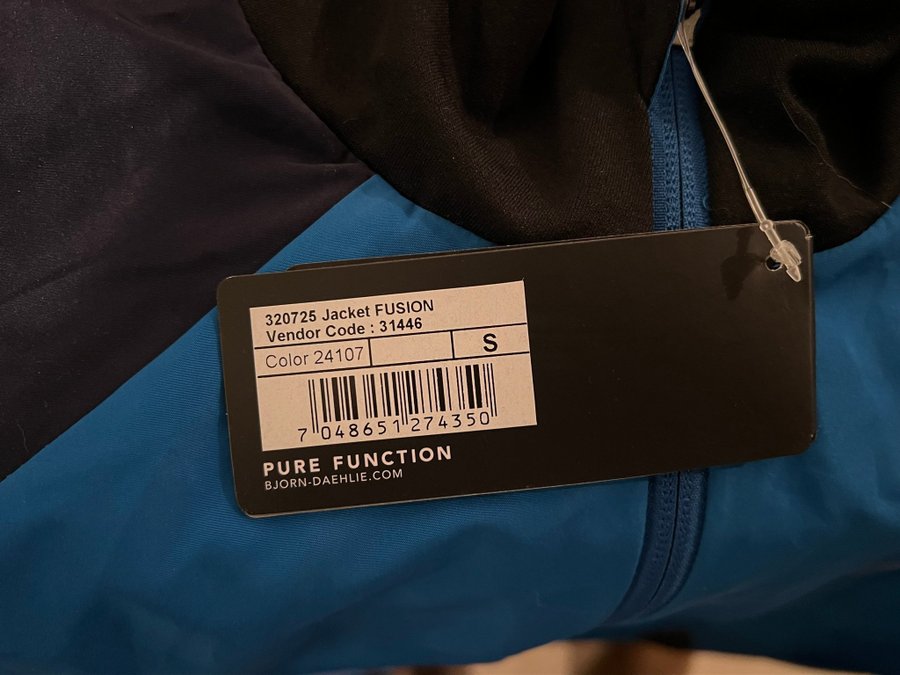 320725 Jacket FUSION
Vendor Code : 31446
Color 24107
S
7 048651 274350
PURE FUNCTION
BJORN-DAEHLIE.COM